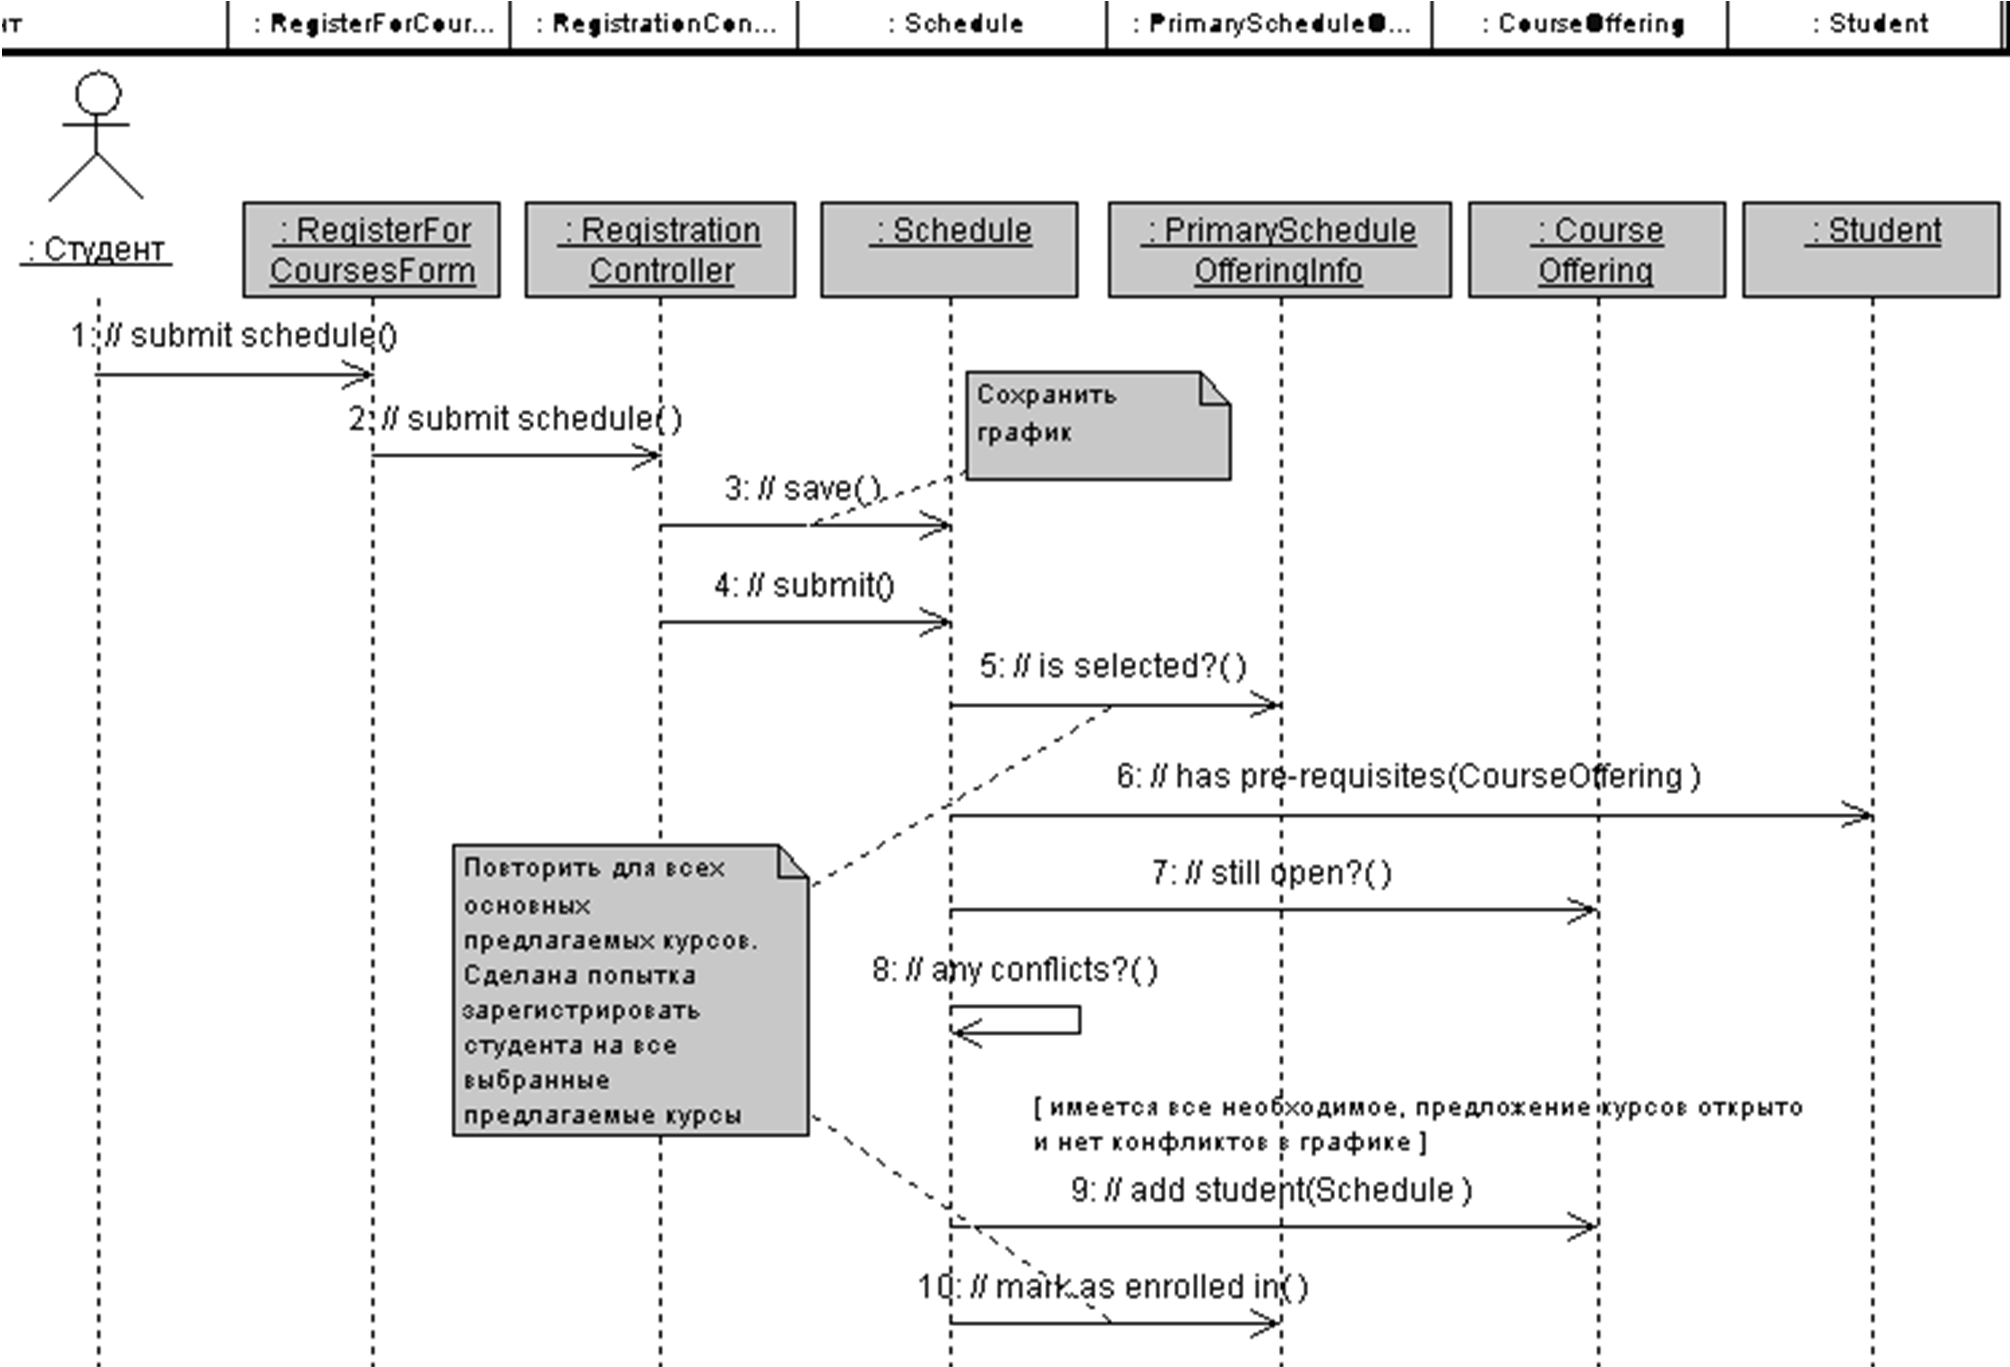 нт
: RegisterForCour...
: RegistrationCon...
: Schedule
: PrimaryScheduleO...
: CourseOffering
: Student
: Студент
: RegisterFor
CoursesForm
: Registration
Controller
: Schedule
: PrimarySchedule
OfferingInfo
: Course
Offering
: Student
1: // submit schedule()
2: // submit schedule( )
Сохранить
график
3: // save( )
4: // submit()
5: // is selected?( )
6: // has pre-requisites(CourseOffering )
7: // still open?( )
Повторить для всех
основных
предлагаемых курсов.
Сделана попытка
зарегистрировать
студента на все
выбранные
предлагаемые курсы
8: // any conflicts?( )
[ имеется все необходимое, предложение курсов открыто
и нет конфликтов в графике ]
9: // add student(Schedule )
10: // mark as enrolled in( )